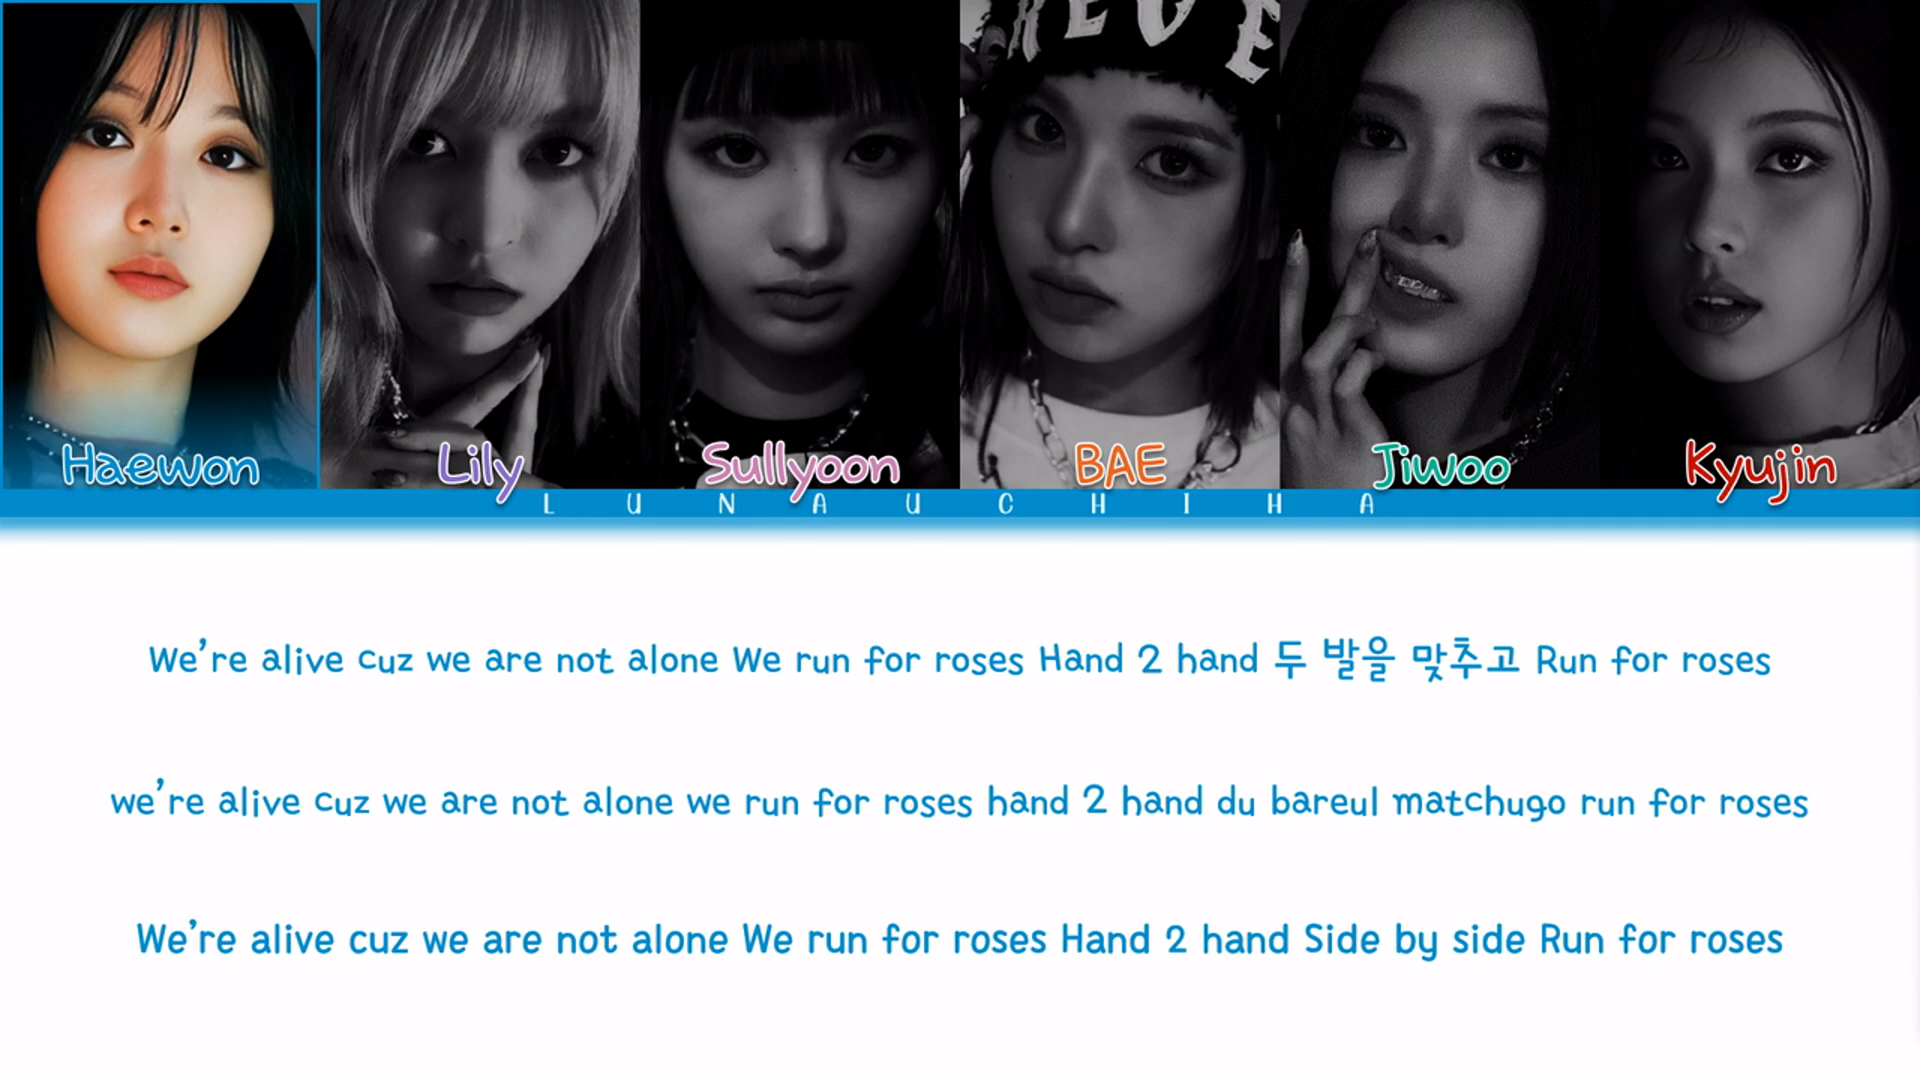 REVE
Haewon
Lily
Sullyoon
BAE
Jiwoo
Kyujin
LUNAUCHIHA
We're alive cuz we are not alone We run for roses Hand 2 hand 두 발을 맞추고 Run for roses
we're alive cuz we are not alone we run for roses hand 2 hand du bareul matchugo run for roses
We're alive cuz we are not alone We run for roses Hand 2 hand Side by side Run for roses